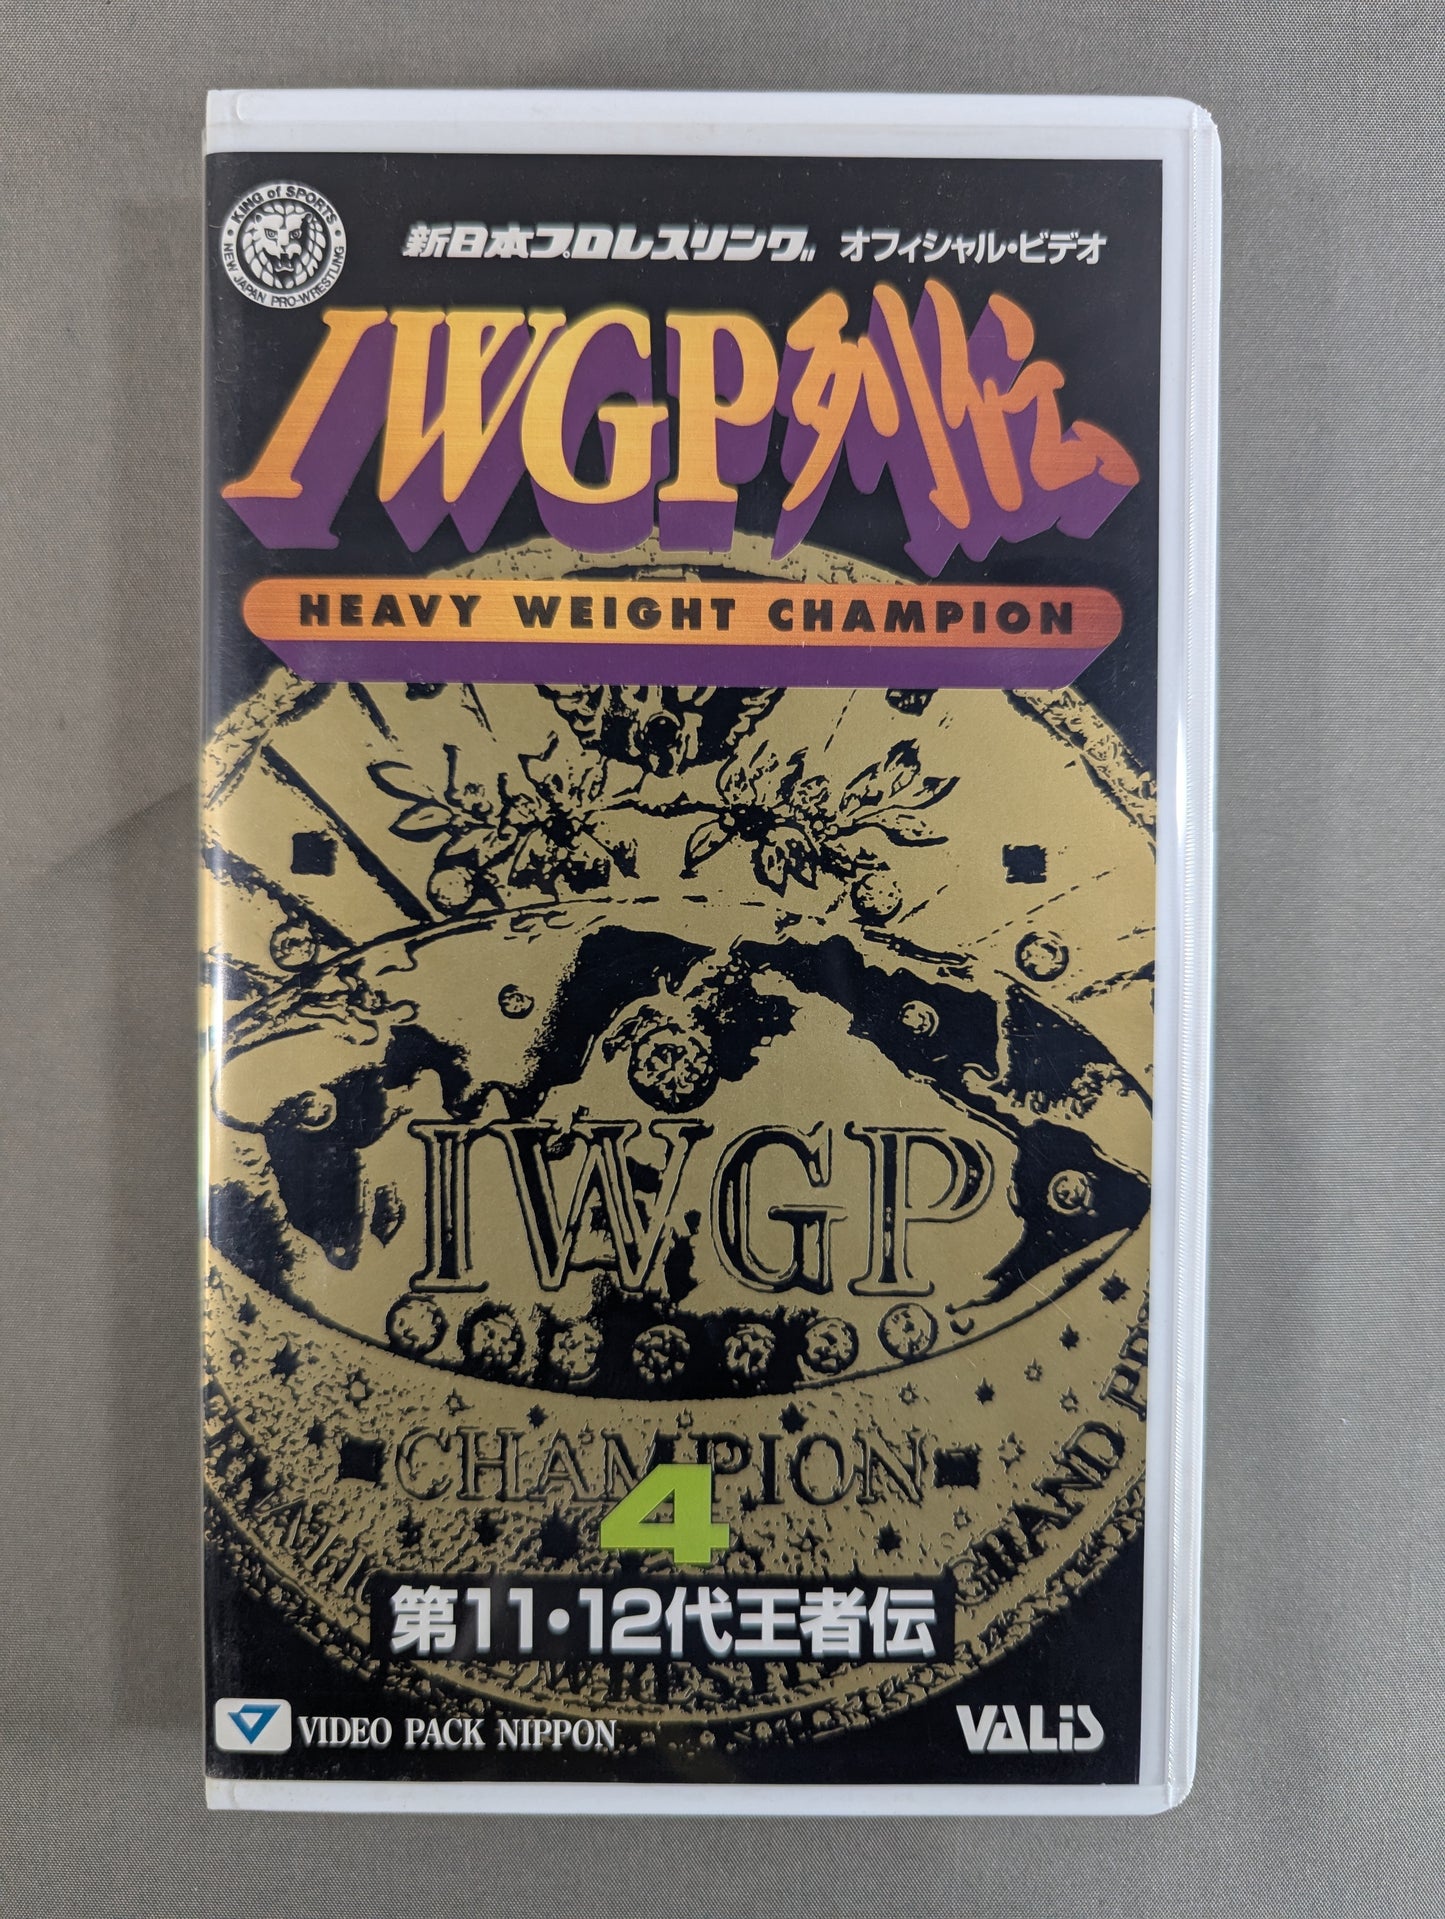 KING of SPORTS
NEW JAPAN PRO-WRESTLING
新日本プロレスリング オフィシャル・ビデオ
IWGP列伝
HEAVY WEIGHT CHAMPION
IWGP
CHAMPION
GRAND PR
4
第11・12代王者伝
VIDEO PACK NIPPON
VALiS